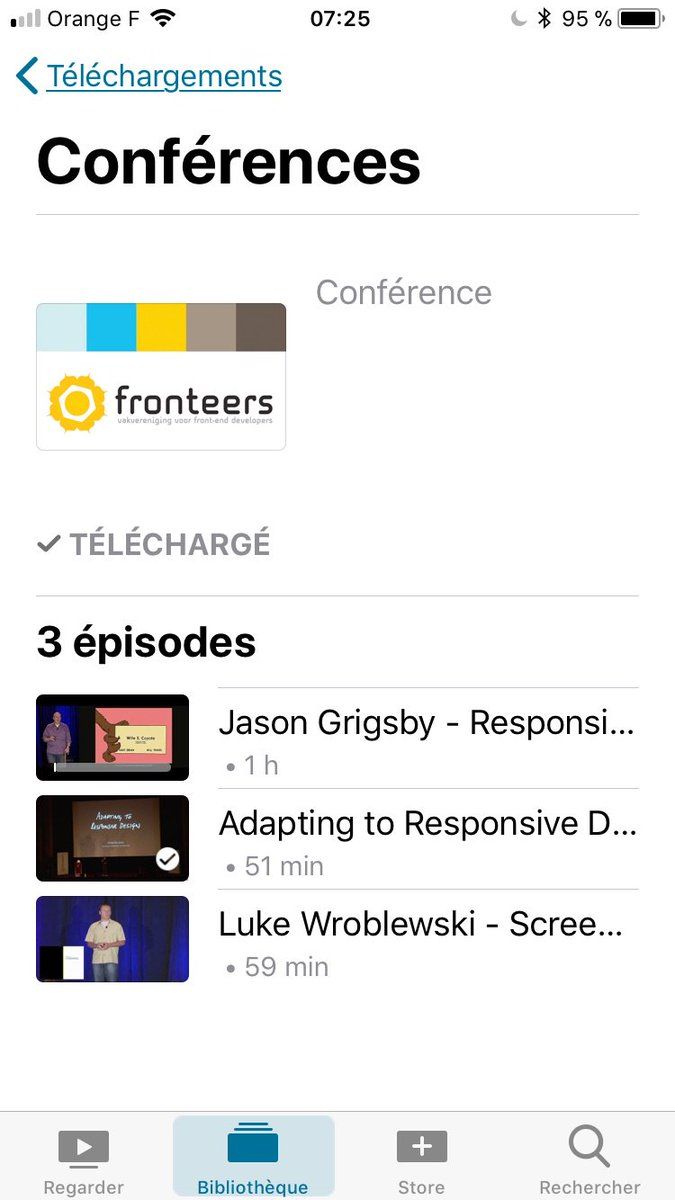 Orange F 07:25 95 %
Téléchargements
Conférences
Conférence
fronteers
vakvereniging voor front-end developers
TÉLÉCHARGÉ
3 épisodes
Jason Grigsby - Responsi...
• 1 h
Wile E. Coyote
ADAPTING TO
RESPONSIVE DESIGN
Adapting to Responsive D...
• 51 min
Luke Wroblewski - Scree...
• 59 min
Regarder Bibliothèque Store Rechercher